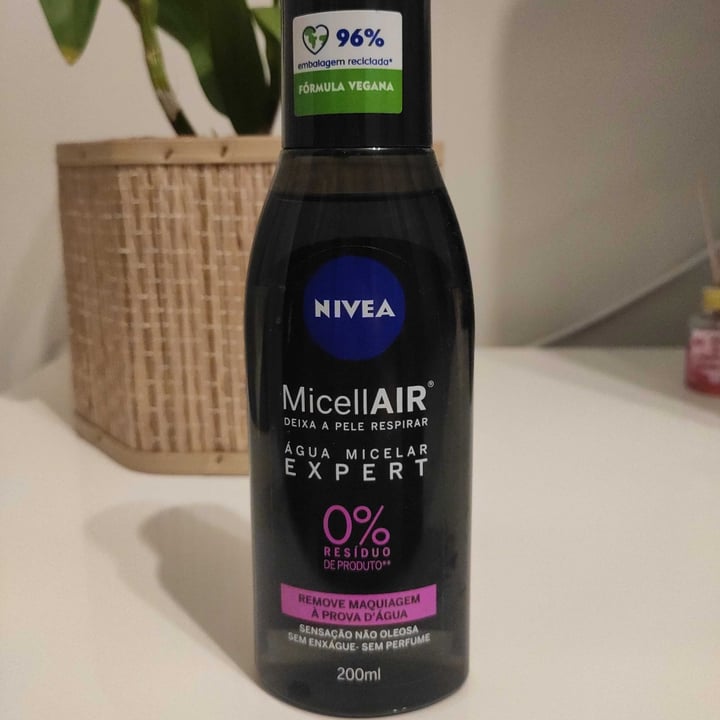 96%
embalagem reciclada*
FÓRMULA VEGANA
NIVEA
MicellAIR®
DEIXA A PELE RESPIRAR
ÁGUA MICELAR
EXPERT
0%
RESÍDUO
DE PRODUTO**
REMOVE MAQUIAGEM
À PROVA D'ÁGUA
SENSAÇÃO NÃO OLEOSA
SEM ENXÁGUE- SEM PERFUME
200ml